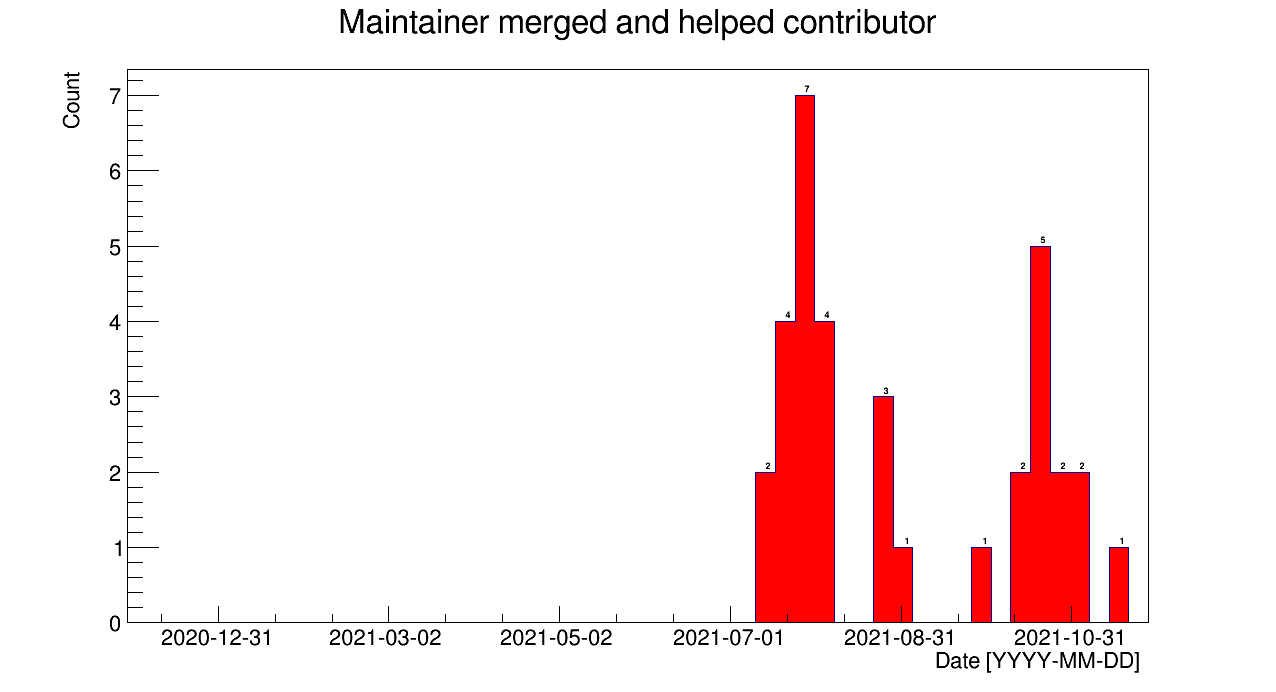 Maintainer merged and helped contributor
Count
7
6
5
4
3
2
1
0
2 4 7 4 3 1 1 2 5 2 2 1
2020-12-31 2021-03-02 2021-05-02 2021-07-01 2021-08-31 2021-10-31
Date [YYYY-MM-DD]